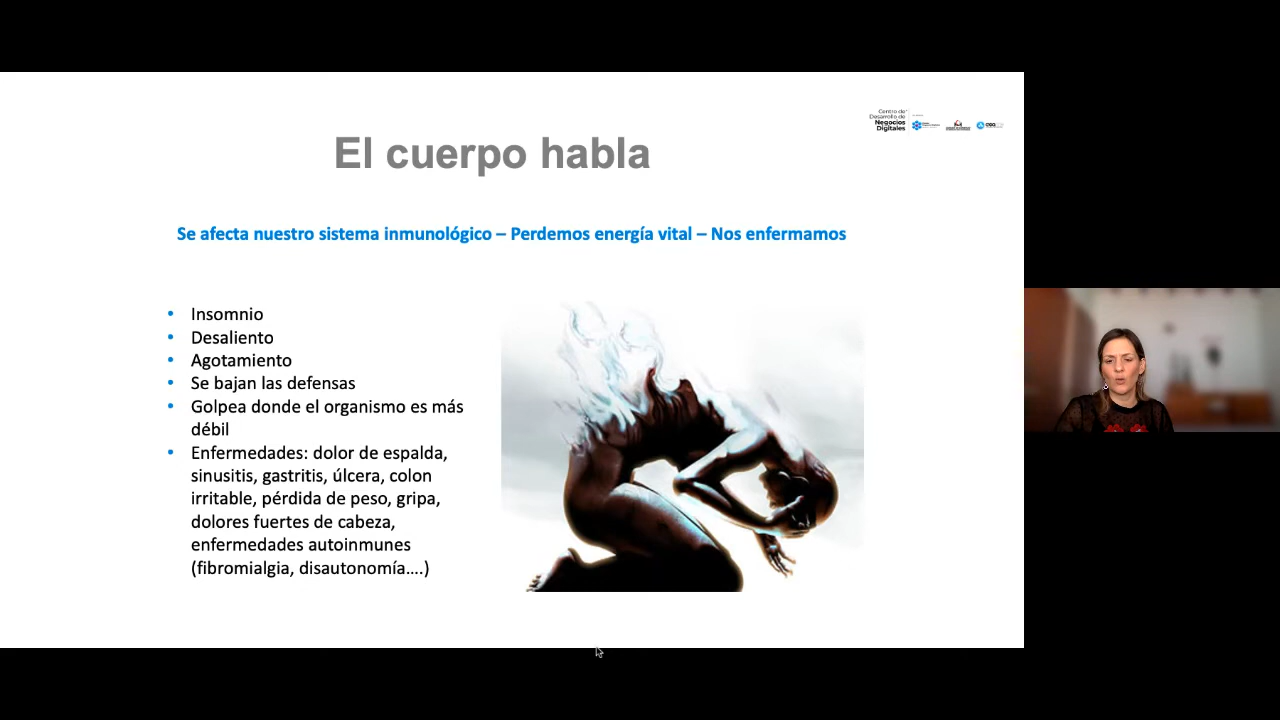 Centro de
Desarrollo de
Negocios
Digitales
El cuerpo habla
Se afecta nuestro sistema inmunológico – Perdemos energía vital – Nos enfermamos
• Insomnio
• Desaliento
• Agotamiento
• Se bajan las defensas
• Golpea donde el organismo es más
débil
• Enfermedades: dolor de espalda,
sinusitis, gastritis, úlcera, colon
irritable, pérdida de peso, gripa,
dolores fuertes de cabeza,
enfermedades autoinmunes
(fibromialgia, disautonomía....)